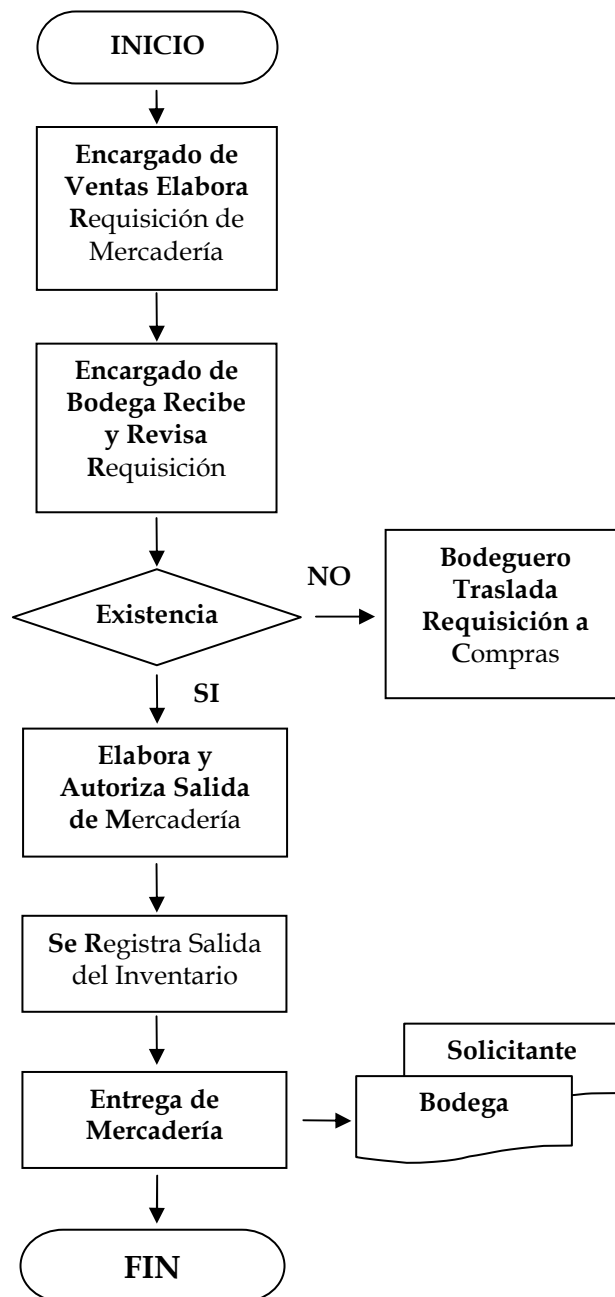 INICIO
Encargado de
Ventas Elabora
Requisición de
Mercadería
Encargado de
Bodega Recibe
y Revisa
Requisición
Existencia
NO
Bodeguero
Traslada
Requisición a
Compras
SI
Elabora y
Autoriza Salida
de Mercadería
Se Registra Salida
del Inventario
Entrega de
Mercadería
Solicitante
Bodega
FIN